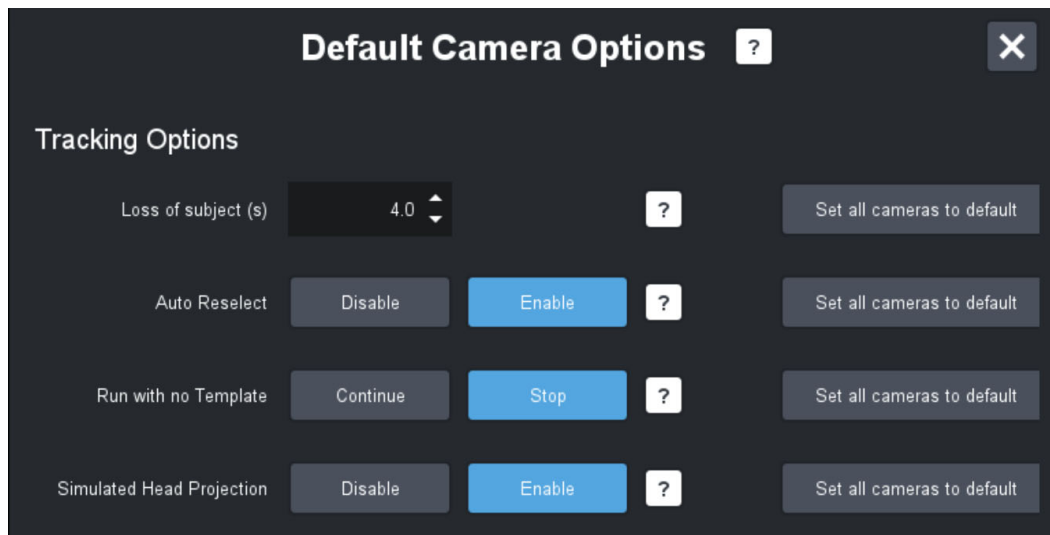 Default Camera Options ?
Tracking Options
Loss of subject (s) 4.0 ? Set all cameras to default
Auto Reselect Disable Enable ? Set all cameras to default
Run with no Template Continue Stop ? Set all cameras to default
Simulated Head Projection Disable Enable ? Set all cameras to default